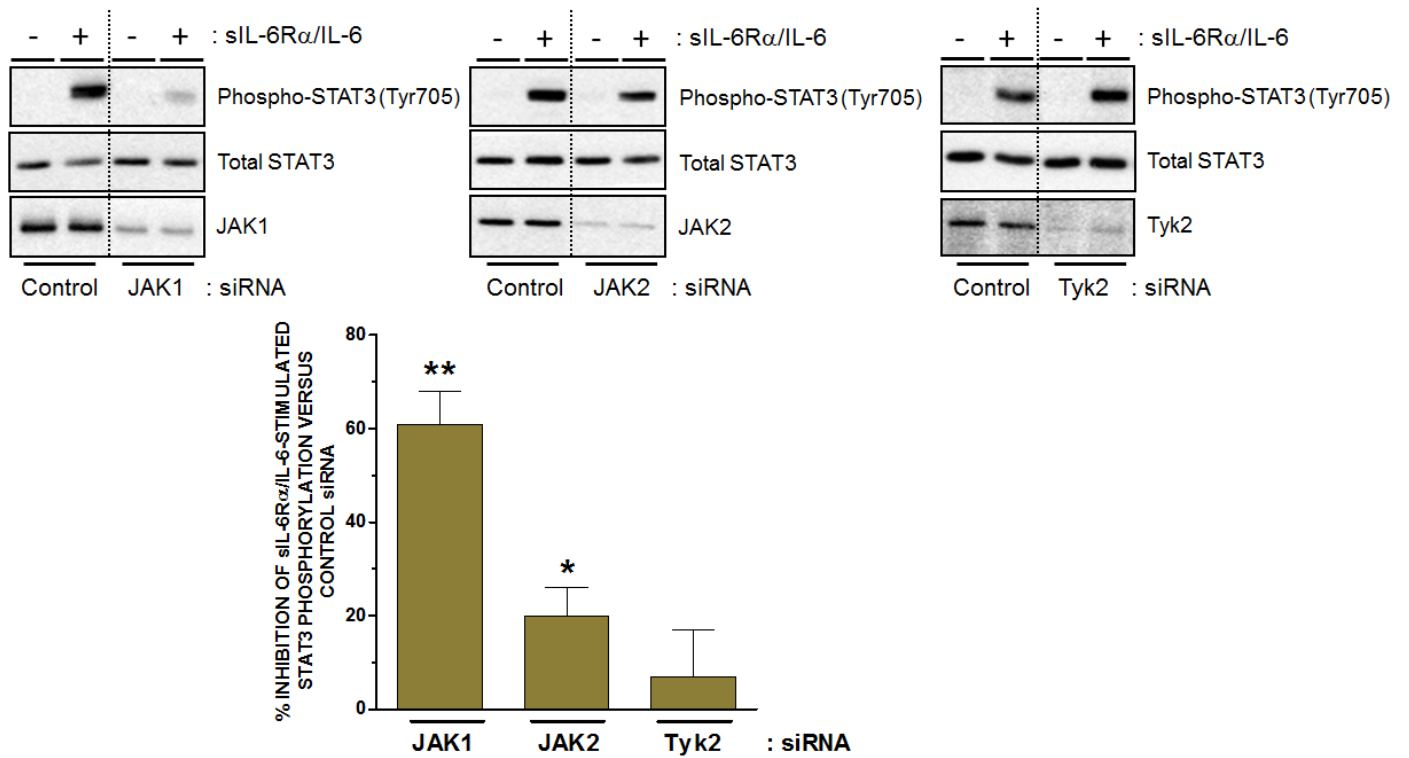 - + - + : sIL-6Rα/IL-6
Phospho-STAT3(Tyr705)
Total STAT3
JAK1
Control JAK1 : siRNA
- + - + : sIL-6Rα/IL-6
Phospho-STAT3(Tyr705)
Total STAT3
JAK2
Control JAK2 : siRNA
- + - + : sIL-6Rα/IL-6
Phospho-STAT3(Tyr705)
Total STAT3
Tyk2
Control Tyk2 : siRNA
% INHIBITION OF sIL-6Rα/IL-6-STIMULATED
STAT3 PHOSPHORYLATION VERSUS
CONTROL siRNA
80
60
40
20
0
**
*
JAK1 JAK2 Tyk2 : siRNA